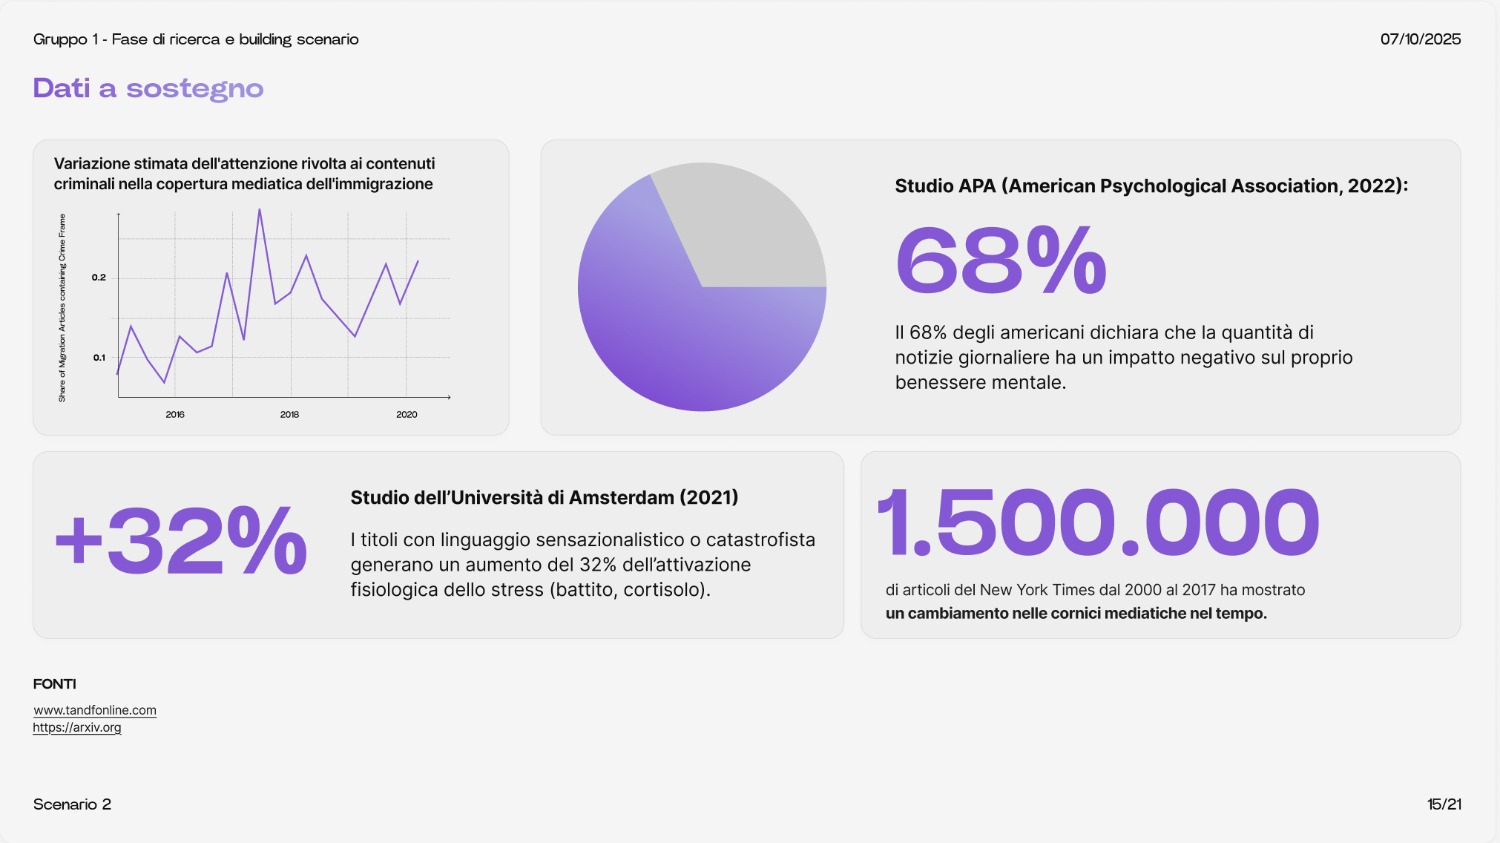 Gruppo 1 - Fase di ricerca e building scenario
07/10/2025
Dati a sostegno
Variazione stimata dell'attenzione rivolta ai contenuti
criminali nella copertura mediatica dell'immigrazione
Share of Migration Articles containing Crime Frame
0.2
0.1
2016
2018
2020
Studio APA (American Psychological Association, 2022):
68%
Il 68% degli americani dichiara che la quantità di
notizie giornaliere ha un impatto negativo sul proprio
benessere mentale.
+32%
Studio dell'Università di Amsterdam (2021)
I titoli con linguaggio sensazionalistico o catastrofista
generano un aumento del 32% dell'attivazione
fisiologica dello stress (battito, cortisolo).
1.500.000
di articoli del New York Times dal 2000 al 2017 ha mostrato
un cambiamento nelle cornici mediatiche nel tempo.
FONTI
www.tandfonline.com
https://arxiv.org
Scenario 2
15/21